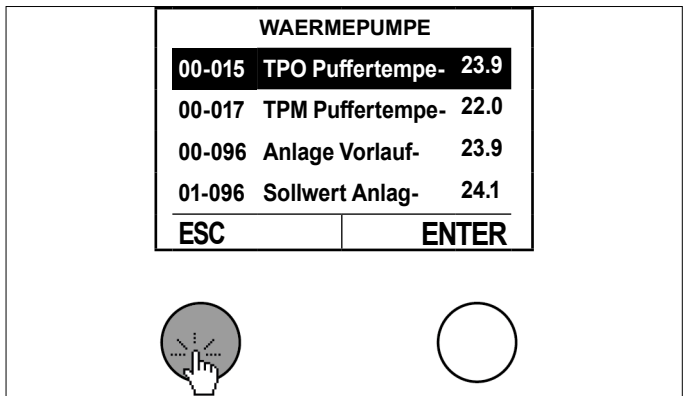 WAERMEPUMPE
00-015 TPO Puffertempe- 23.9
00-017 TPM Puffertempe- 22.0
00-096 Anlage Vorlauf- 23.9
01-096 Sollwert Anlag- 24.1
ESC ENTER